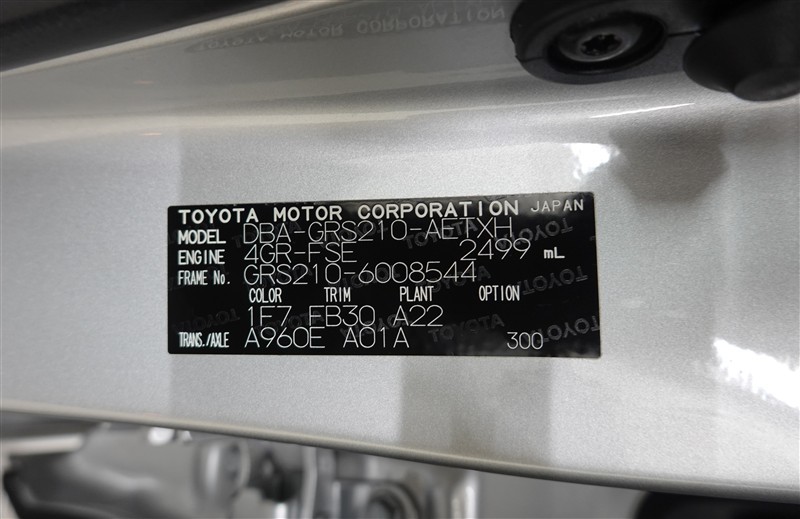 TOYOTA MOTOR CORPORATION JAPAN
MODEL DBA-GRS210-AETXH
ENGINE 4GR-FSE 2499 mL
FRAME No. GRS210-6008544
COLOR TRIM PLANT OPTION
1F7 FB30 A22
TRANS./AXLE A960E A01A 300